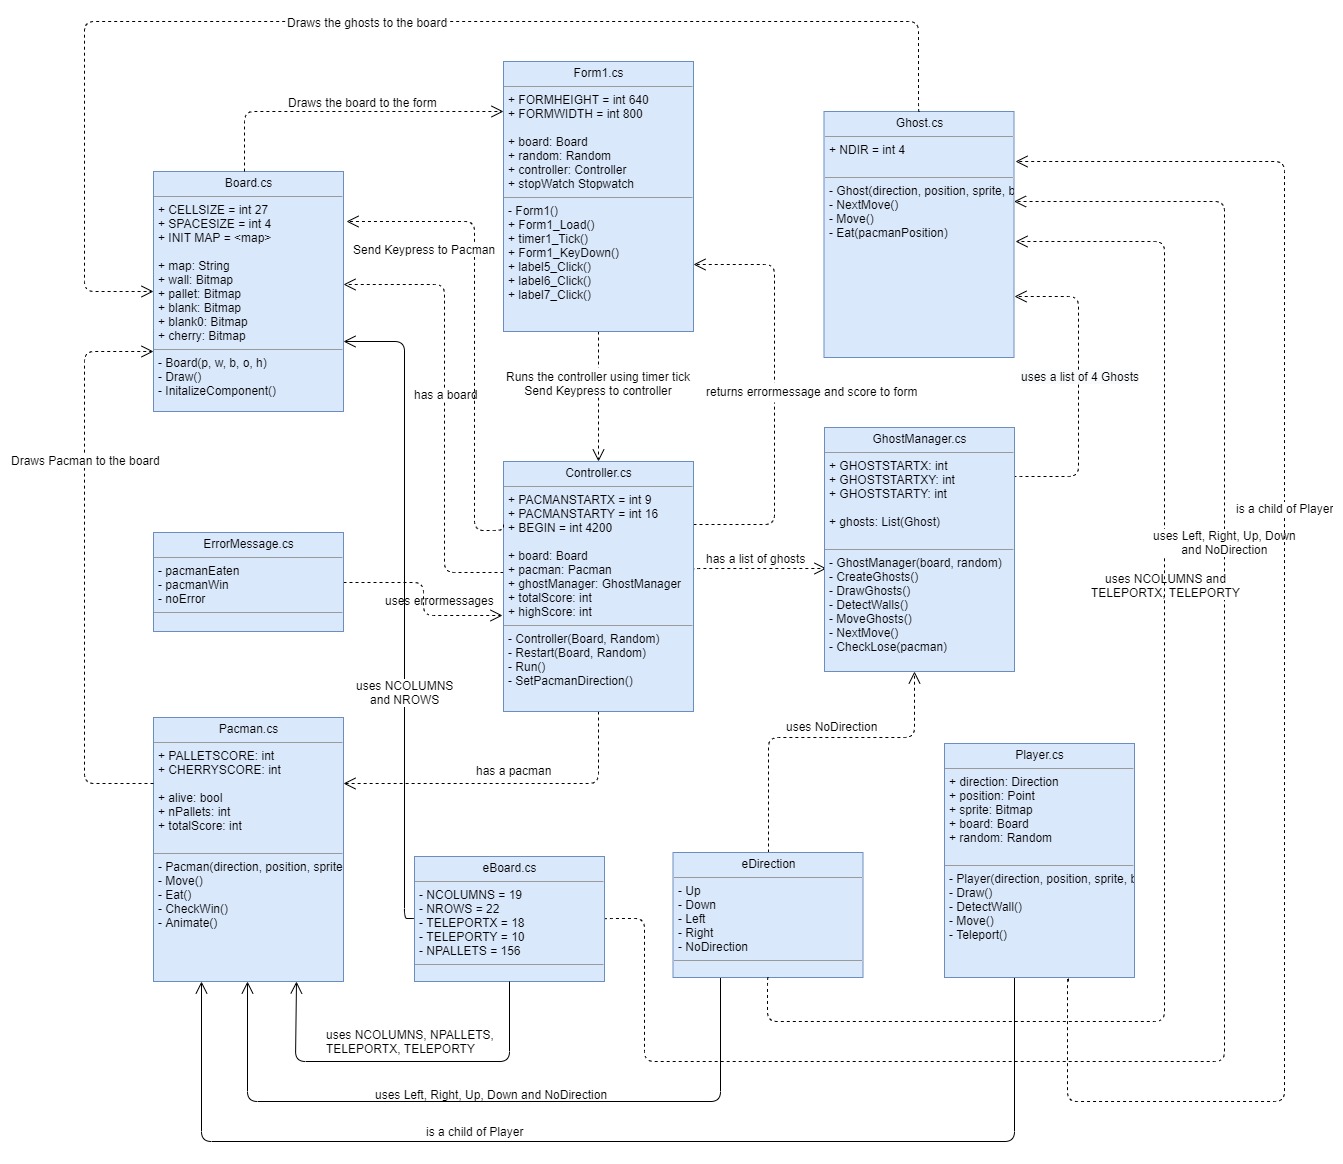 Draws the ghosts to the board
Form1.cs
+ FORMHEIGHT = int 640
+ FORMWIDTH = int 800
+ board: Board
+ random: Random
+ controller: Controller
+ stopWatch Stopwatch
- Form1()
+ Form1_Load()
+ timer1_Tick()
+ Form1_KeyDown()
+ label5_Click()
+ label6_Click()
+ label7_Click()
Draws the board to the form
Ghost.cs
+ NDIR = int 4
- Ghost(direction, position, sprite, b
- NextMove()
- Move()
- Eat(pacmanPosition)
Board.cs
+ CELLSIZE = int 27
+ SPACESIZE = int 4
+ INIT MAP = <map>
+ map: String
+ wall: Bitmap
+ pallet: Bitmap
+ blank: Bitmap
+ blank0: Bitmap
+ cherry: Bitmap
- Board(p, w, b, o, h)
- Draw()
- InitalizeComponent()
Send Keypress to Pacman
has a board
Runs the controller using timer tick
Send Keypress to controller
returns errormessage and score to form
uses a list of 4 Ghosts
Draws Pacman to the board
Controller.cs
+ PACMANSTARTX = int 9
+ PACMANSTARTY = int 16
+ BEGIN = int 4200
+ board: Board
+ pacman: Pacman
+ ghostManager: GhostManager
+ totalScore: int
+ highScore: int
- Controller(Board, Random)
- Restart(Board, Random)
- Run()
- SetPacmanDirection()
has a list of ghosts
GhostManager.cs
+ GHOSTSTARTX: int
+ GHOSTSTARTXY: int
+ GHOSTSTARTY: int
+ ghosts: List(Ghost)
- GhostManager(board, random)
- CreateGhosts()
- DrawGhosts()
- DetectWalls()
- MoveGhosts()
- NextMove()
- CheckLose(pacman)
is a child of Player
uses Left, Right, Up, Down
and NoDirection
uses NCOLUMNS and
TELEPORTX, TELEPORTY
ErrorMessage.cs
- pacmanEaten
- pacmanWin
- noError
uses errormessages
uses NCOLUMNS
and NROWS
Pacman.cs
+ PALLETSCORE: int
+ CHERRYSCORE: int
+ alive: bool
+ nPallets: int
+ totalScore: int
- Pacman(direction, position, sprite
- Move()
- Eat()
- CheckWin()
- Animate()
has a pacman
uses NoDirection
eBoard.cs
- NCOLUMNS = 19
- NROWS = 22
- TELEPORTX = 18
- TELEPORTY = 10
- NPALLETS = 156
eDirection
- Up
- Down
- Left
- Right
- NoDirection
Player.cs
+ direction: Direction
+ position: Point
+ sprite: Bitmap
+ board: Board
+ random: Random
- Player(direction, position, sprite, b
- Draw()
- DetectWall()
- Move()
- Teleport()
uses NCOLUMNS, NPALLETS,
TELEPORTX, TELEPORTY
uses Left, Right, Up, Down and NoDirection
is a child of Player